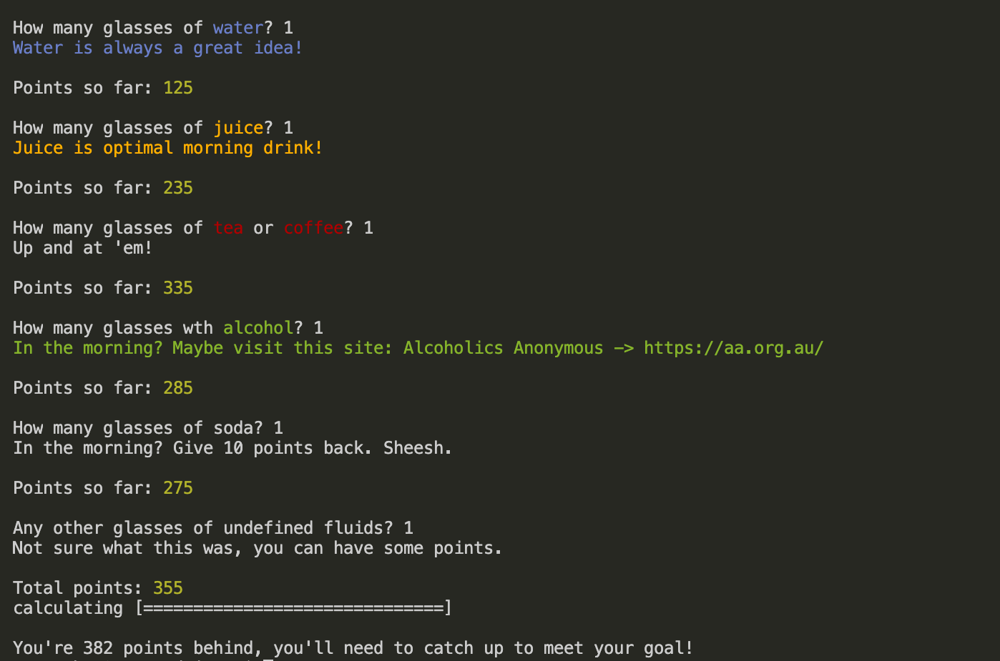 How many glasses of water? 1
Water is always a great idea!
Points so far: 125
How many glasses of juice? 1
Juice is optimal morning drink!
Points so far: 235
How many glasses of tea or coffee? 1
Up and at 'em!
Points so far: 335
How many glasses wth alcohol? 1
In the morning? Maybe visit this site: Alcoholics Anonymous —> https://aa.org.au/
Points so far: 285
How many glasses of soda? 1
In the morning? Give 10 points back. Sheesh.
Points so far: 275
Any other glasses of undefined fluids? 1
Not sure what this was, you can have some points.
Total points: 355
calculating [==============================]
You're 382 points behind, you'll need to catch up to meet your goal!